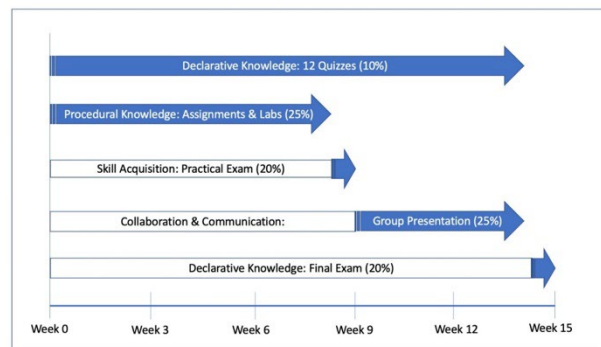 Declarative Knowledge: 12 Quizzes (10%)
Procedural Knowledge: Assignments & Labs (25%)
Skill Acquisition: Practical Exam (20%)
Collaboration & Communication: Group Presentation (25%)
Declarative Knowledge: Final Exam (20%)
Week 0 Week 3 Week 6 Week 9 Week 12 Week 15